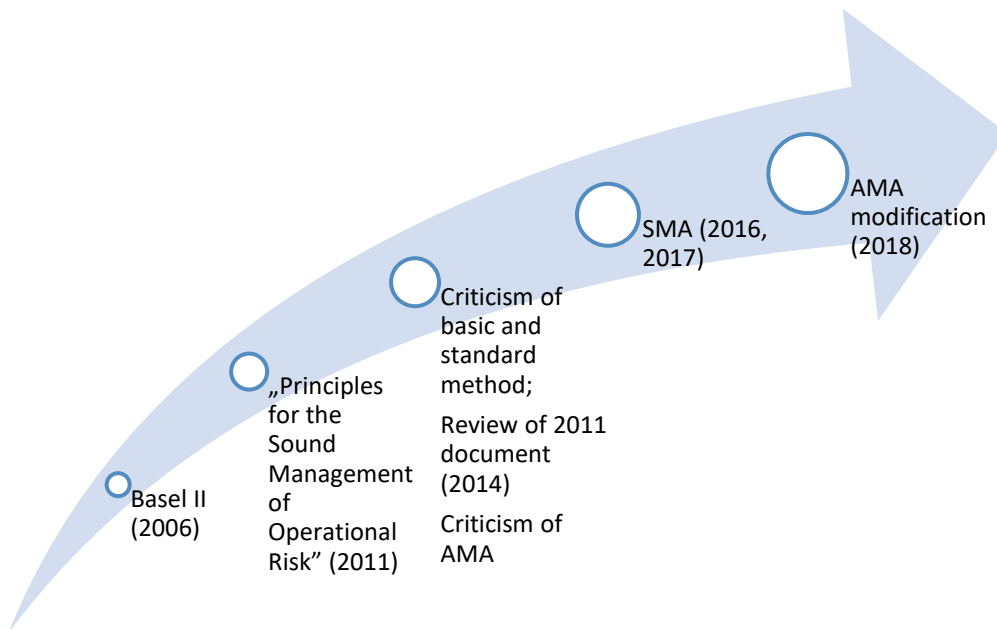 Basel II
(2006)
„Principles
for the
Sound
Management
of
Operational
Risk” (2011)
Criticism of
basic and
standard
method;
Review of 2011
document
(2014)
Criticism of
AMA
SMA (2016,
2017)
AMA
modification
(2018)